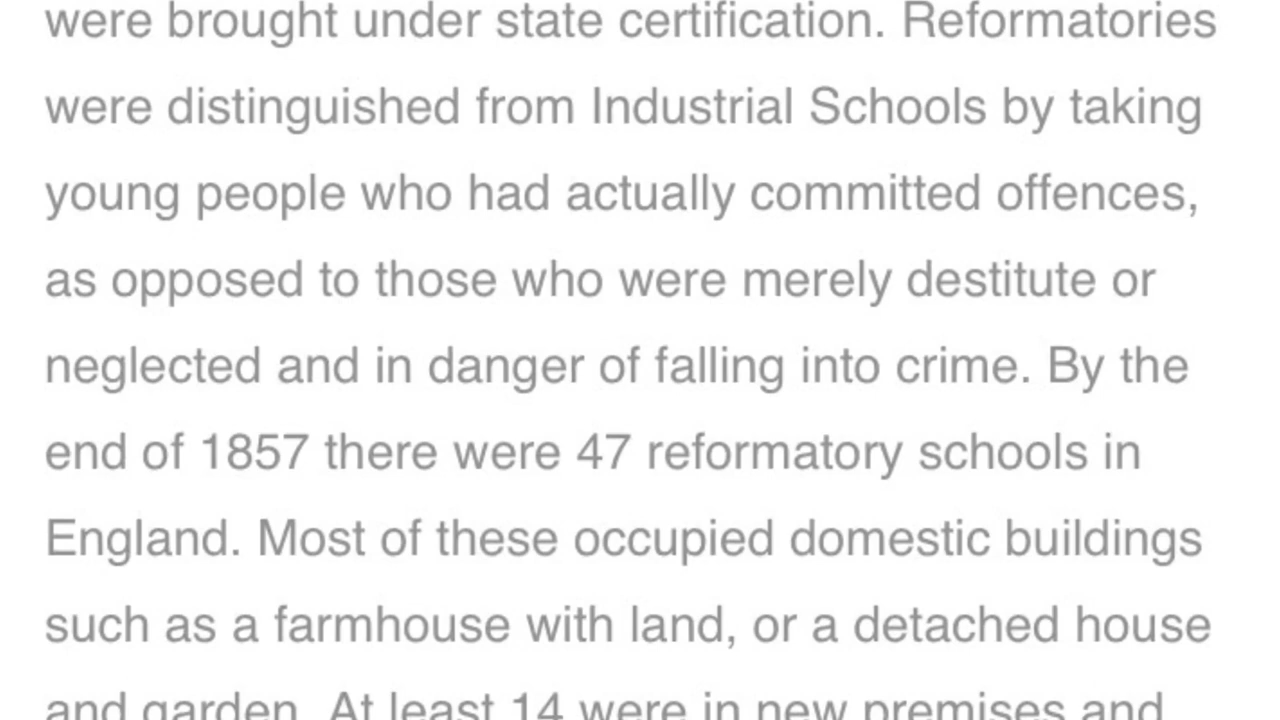 were brought under state certification. Reformatories
were distinguished from Industrial Schools by taking
young people who had actually committed offences,
as opposed to those who were merely destitute or
neglected and in danger of falling into crime. By the
end of 1857 there were 47 reformatory schools in
England. Most of these occupied domestic buildings
such as a farmhouse with land, or a detached house
and garden. At least 14 were in new premises and